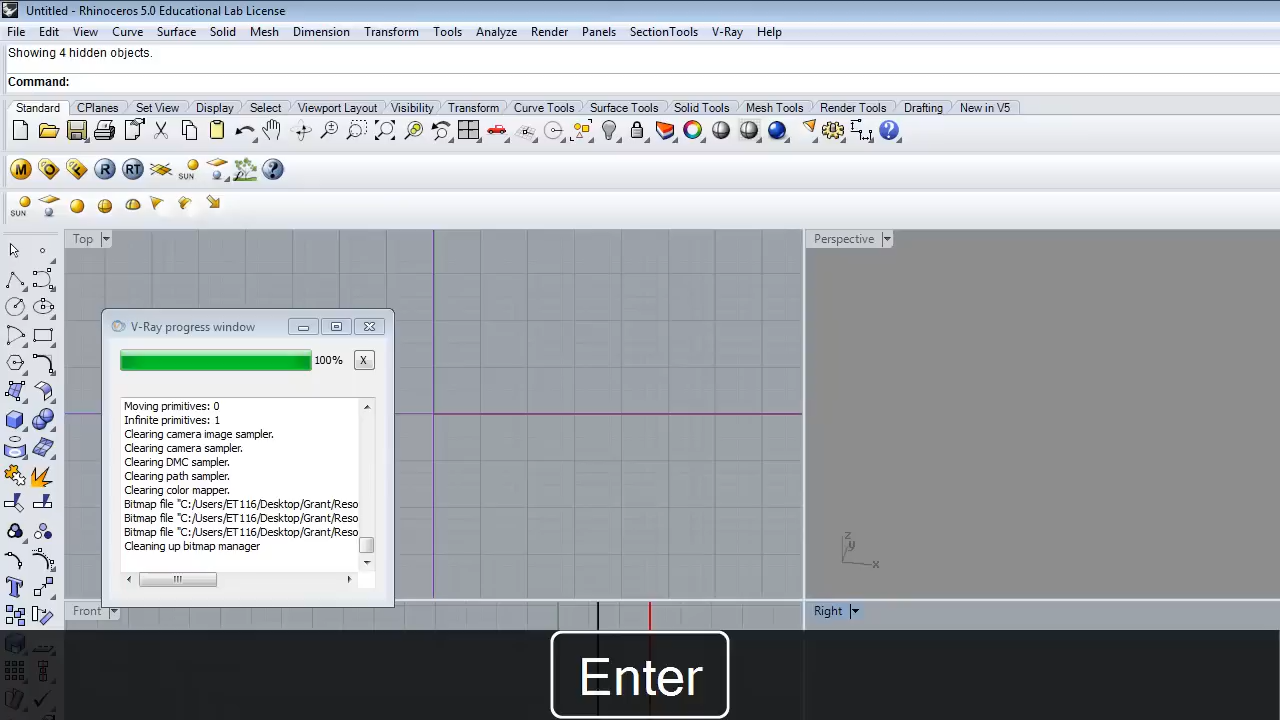 Untitled - Rhinoceros 5.0 Educational Lab License
File Edit View Curve Surface Solid Mesh Dimension Transform Tools Analyze Render Panels SectionTools V-Ray Help
Showing 4 hidden objects.
Command:
Standard CPlanes Set View Display Select Viewport Layout Visibility Transform Curve Tools Surface Tools Solid Tools Mesh Tools Render Tools Drafting New in V5
M O F R RT SUN ?
SUN
Top Perspective
V-Ray progress window
100% X
Moving primitives: 0
Infinite primitives: 1
Clearing camera image sampler.
Clearing camera sampler.
Clearing DMC sampler.
Clearing path sampler.
Clearing color mapper.
Bitmap file "C:/Users/ET116/Desktop/Grant/Reso
Bitmap file "C:/Users/ET116/Desktop/Grant/Reso
Bitmap file "C:/Users/ET116/Desktop/Grant/Reso
Cleaning up bitmap manager
z
y
x
Front Right
Enter